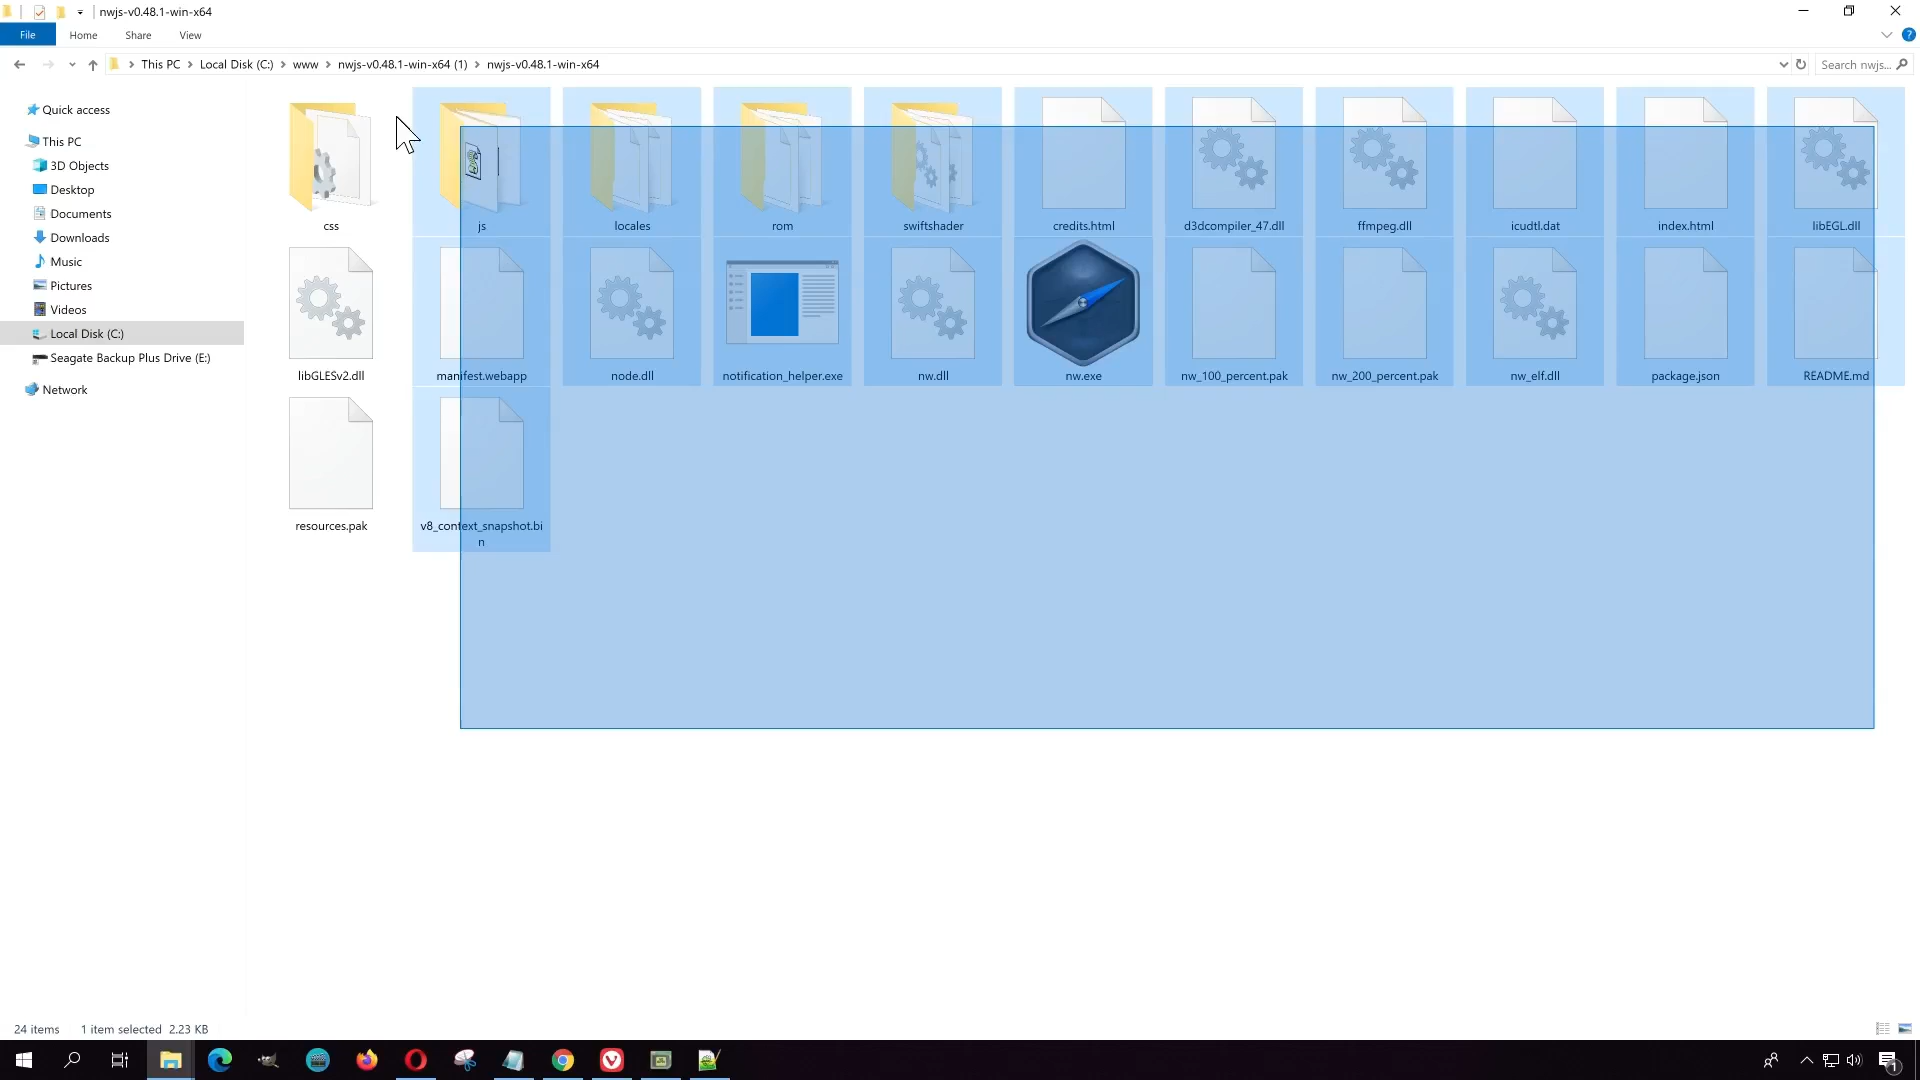 nwjs-v0.48.1-win-x64
File Home Share View
This PC Local Disk (C:) www nwjs-v0.48.1-win-x64 (1) nwjs-v0.48.1-win-x64
Search nwjs...
Quick access
This PC
3D Objects
Desktop
Documents
Downloads
Music
Pictures
Videos
Local Disk (C:)
Seagate Backup Plus Drive (E:)
Network
css js locales rom swiftshader credits.html d3dcompiler_47.dll ffmpeg.dll icudtl.dat index.html libEGL.dll
libGLESv2.dll manifest.webapp node.dll notification_helper.exe nw.dll nw.exe nw_100_percent.pak nw_200_percent.pak nw_elf.dll package.json README.md
resources.pak v8_context_snapshot.bi
n
24 items 1 item selected 2.23 KB
1